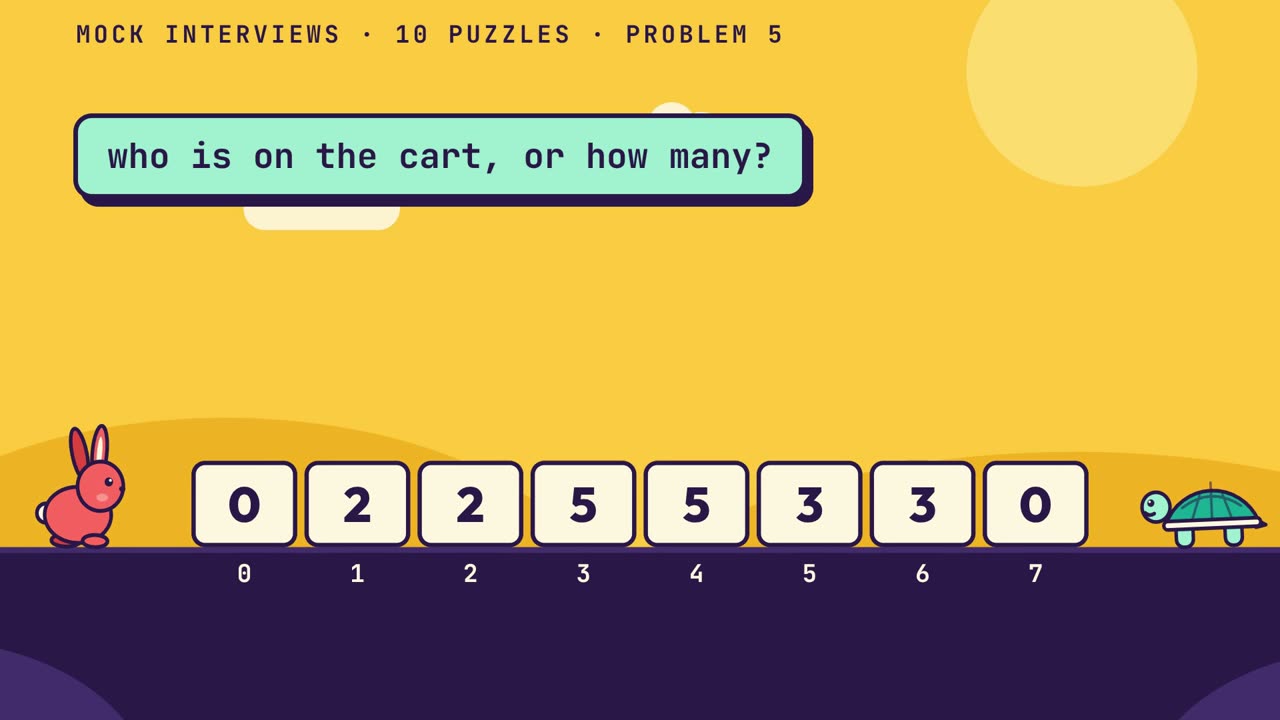 MOCK INTERVIEWS · 10 PUZZLES · PROBLEM 5
who is on the cart, or how many?
0 2 2 5 5 3 3 0
0 1 2 3 4 5 6 7